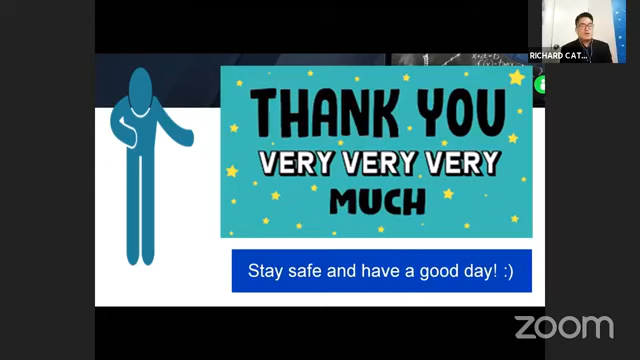 RICHARD CAT...
THANK YOU
VERY VERY VERY
MUCH
Stay safe and have a good day! :)
zoom